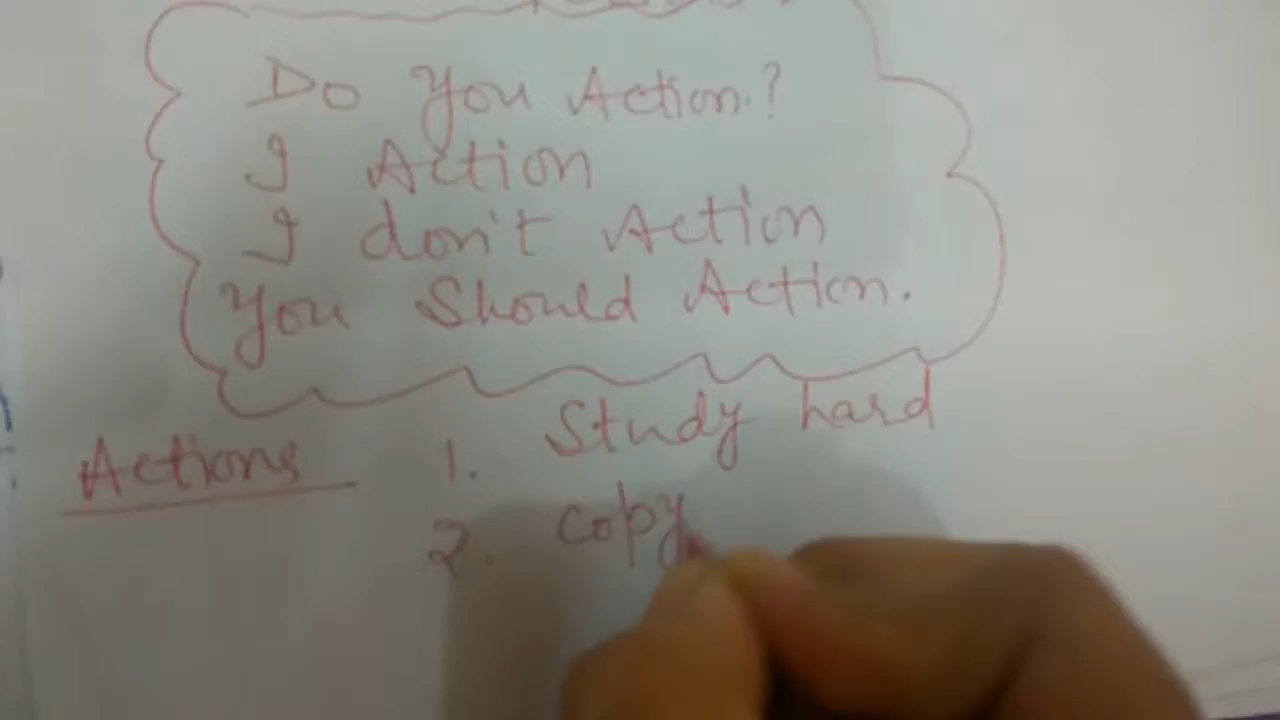 Do You Action.?
I Action
I don't Action
You Should Action.
Actions 1. Study hard
2. Copy